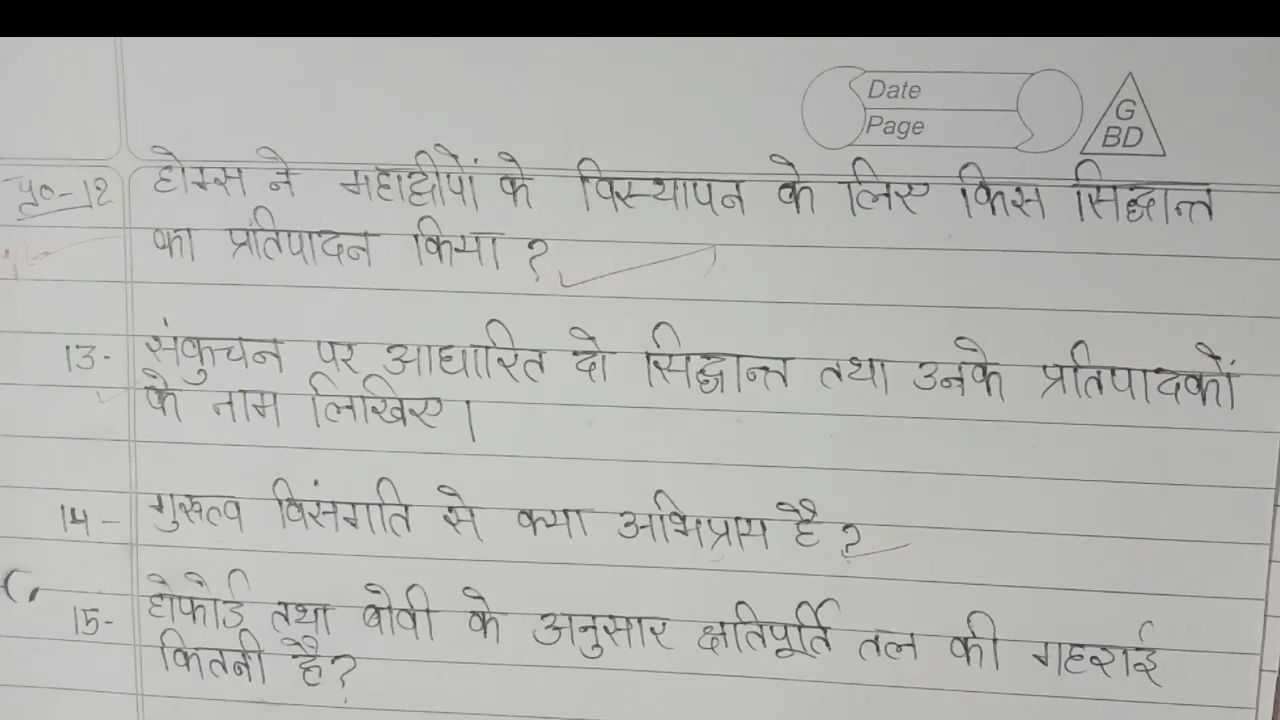 Date
Page
G
BD
प्र०-12 होम्स ने महाद्वीपों के विस्थापन के लिए किस सिद्धान्त
का प्रतिपादन किया ?
13- संकुचन पर आधारित दो सिद्धान्त तथा उनके प्रतिपादकों
के नाम लिखिए।
14- गुरुत्व विसंगति से क्या अभिप्राय है ?
15- होफोर्ड तथा बोवी के अनुसार क्षतिपूर्ति तल की गहराई
कितनी है?